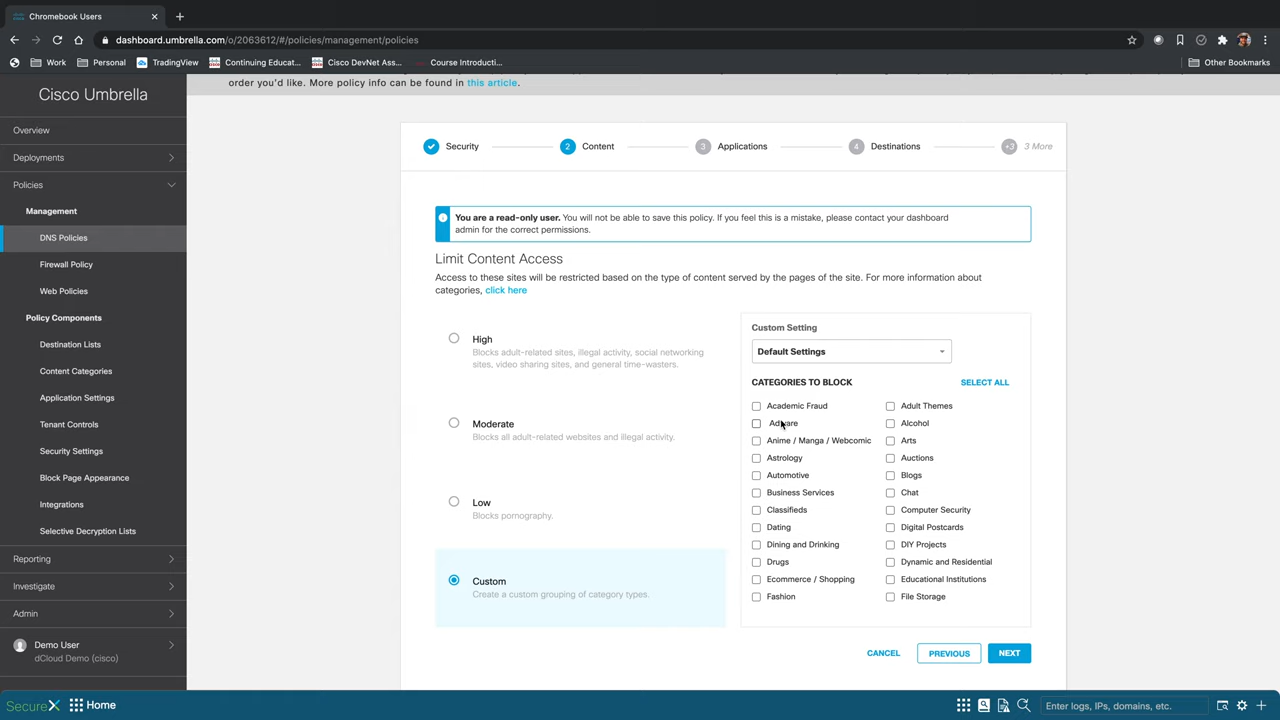 Chromebook Users
dashboard.umbrella.com/o/2063612/#/policies/management/policies
Work
Personal
TradingView
Continuing Educat...
Cisco DevNet Ass...
Course Introducti...
Other Bookmarks
order you'd like. More policy info can be found in this article.
Cisco Umbrella
Overview
Deployments
Policies
Management
DNS Policies
Firewall Policy
Web Policies
Policy Components
Destination Lists
Content Categories
Application Settings
Tenant Controls
Security Settings
Block Page Appearance
Integrations
Selective Decryption Lists
Reporting
Investigate
Admin
Demo User
dCloud Demo (cisco)
Security
2 Content
3 Applications
4 Destinations
+3 3 More
You are a read-only user. You will not be able to save this policy. If you feel this is a mistake, please contact your dashboard
admin for the correct permissions.
Limit Content Access
Access to these sites will be restricted based on the type of content served by the pages of the site. For more information about
categories, click here
High
Blocks adult-related sites, illegal activity, social networking
sites, video sharing sites, and general time-wasters.
Moderate
Blocks all adult-related websites and illegal activity.
Low
Blocks pornography.
Custom
Create a custom grouping of category types.
Custom Setting
Default Settings
CATEGORIES TO BLOCK
SELECT ALL
Academic Fraud
Adult Themes
Adware
Alcohol
Anime / Manga / Webcomic
Arts
Astrology
Auctions
Automotive
Blogs
Business Services
Chat
Classifieds
Computer Security
Dating
Digital Postcards
Dining and Drinking
DIY Projects
Drugs
Dynamic and Residential
Ecommerce / Shopping
Educational Institutions
Fashion
File Storage
CANCEL
PREVIOUS
NEXT
SecureX
Home
Enter logs, IPs, domains, etc.